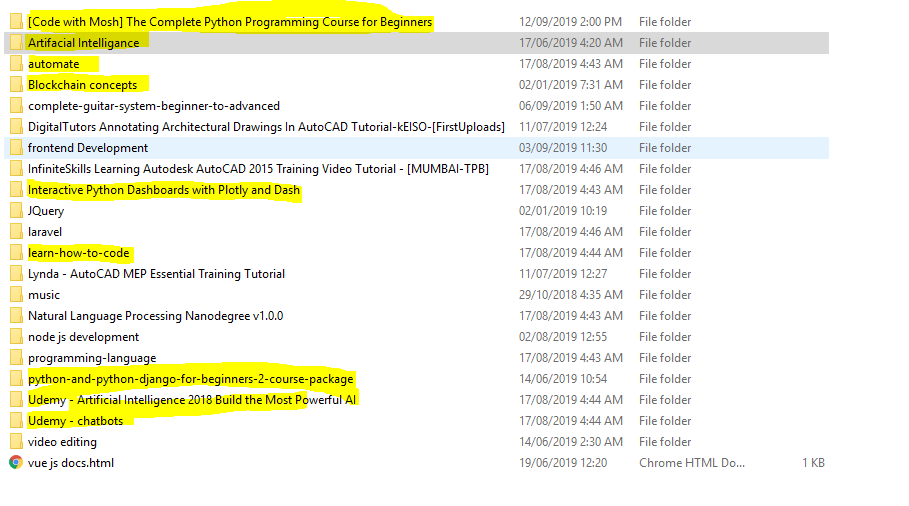 [Code with Mosh] The Complete Python Programming Course for Beginners 12/09/2019 2:00 PM File folder
Artifacial Intelligance 17/06/2019 4:20 AM File folder
automate 17/08/2019 4:43 AM File folder
Blockchain concepts 02/01/2019 7:31 AM File folder
complete-guitar-system-beginner-to-advanced 06/09/2019 1:50 AM File folder
DigitalTutors Annotating Architectural Drawings In AutoCAD Tutorial-kEISO-[FirstUploads] 11/07/2019 12:24 File folder
frontend Development 03/09/2019 11:30 File folder
InfiniteSkills Learning Autodesk AutoCAD 2015 Training Video Tutorial - [MUMBAI-TPB] 17/08/2019 4:46 AM File folder
Interactive Python Dashboards with Plotly and Dash 17/08/2019 4:43 AM File folder
JQuery 02/01/2019 10:19 File folder
laravel 17/08/2019 4:46 AM File folder
learn-how-to-code 17/08/2019 4:44 AM File folder
Lynda - AutoCAD MEP Essential Training Tutorial 11/07/2019 12:27 File folder
music 29/10/2018 4:35 AM File folder
Natural Language Processing Nanodegree v1.0.0 17/08/2019 4:43 AM File folder
node js development 02/08/2019 12:55 File folder
programming-language 17/08/2019 4:43 AM File folder
python-and-python-django-for-beginners-2-course-package 14/06/2019 10:54 File folder
Udemy - Artificial Intelligence 2018 Build the Most Powerful AI 17/08/2019 4:44 AM File folder
Udemy - chatbots 17/08/2019 4:44 AM File folder
video editing 14/06/2019 2:30 AM File folder
vue js docs.html 19/06/2019 12:20 Chrome HTML Do... 1 KB